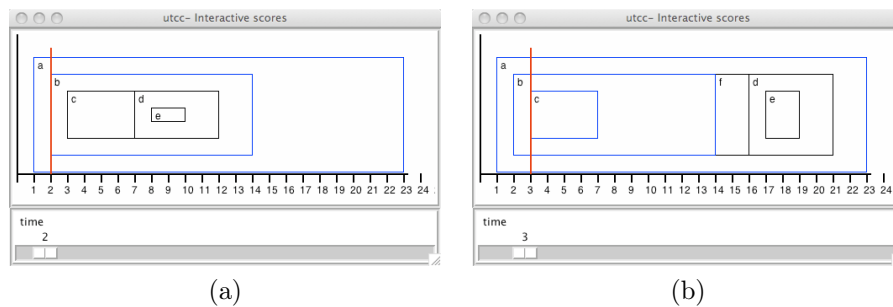 utcc- Interactive scores
a
b
c d
e
1 2 3 4 5 6 7 8 9 10 11 12 13 14 15 16 17 18 19 20 21 22 23 24
time
2
(a)
utcc- Interactive scores
a
b f d
c e
1 2 3 4 5 6 7 8 9 10 11 12 13 14 15 16 17 18 19 20 21 22 23 24
time
3
(b)